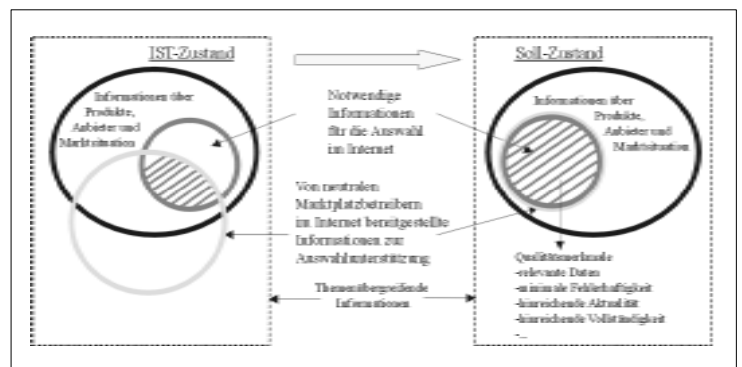 IST-Zustand
Informationen über
Produkte,
Anbieter und
Marktsituation
Notwendige
Informationen
für die Auswahl
im Internet
Von neutralen
Marktplatzbetreibern
im Internet bereitgestellte
Informationen zur
Auswahlunterstützung
Themenübergreifende
Informationen
Soll-Zustand
Informationen über
Produkte,
Anbieter und
Marktsituation
Qualitätsmerkmale
-relevante Daten
-minimale Fehlerhaftigkeit
-hinreichende Aktualität
-hinreichende Vollständigkeit
-...